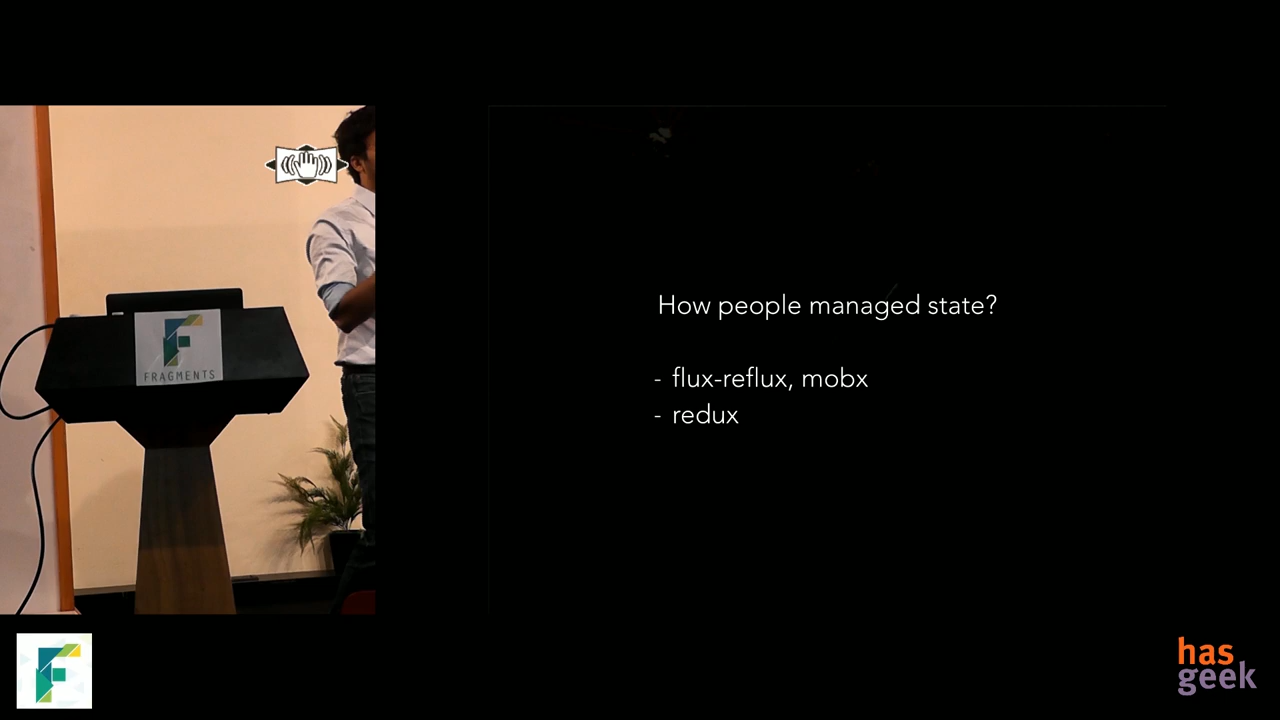 How people managed state?
- flux-reflux, mobx
- redux
FRAGMENTS
has
geek